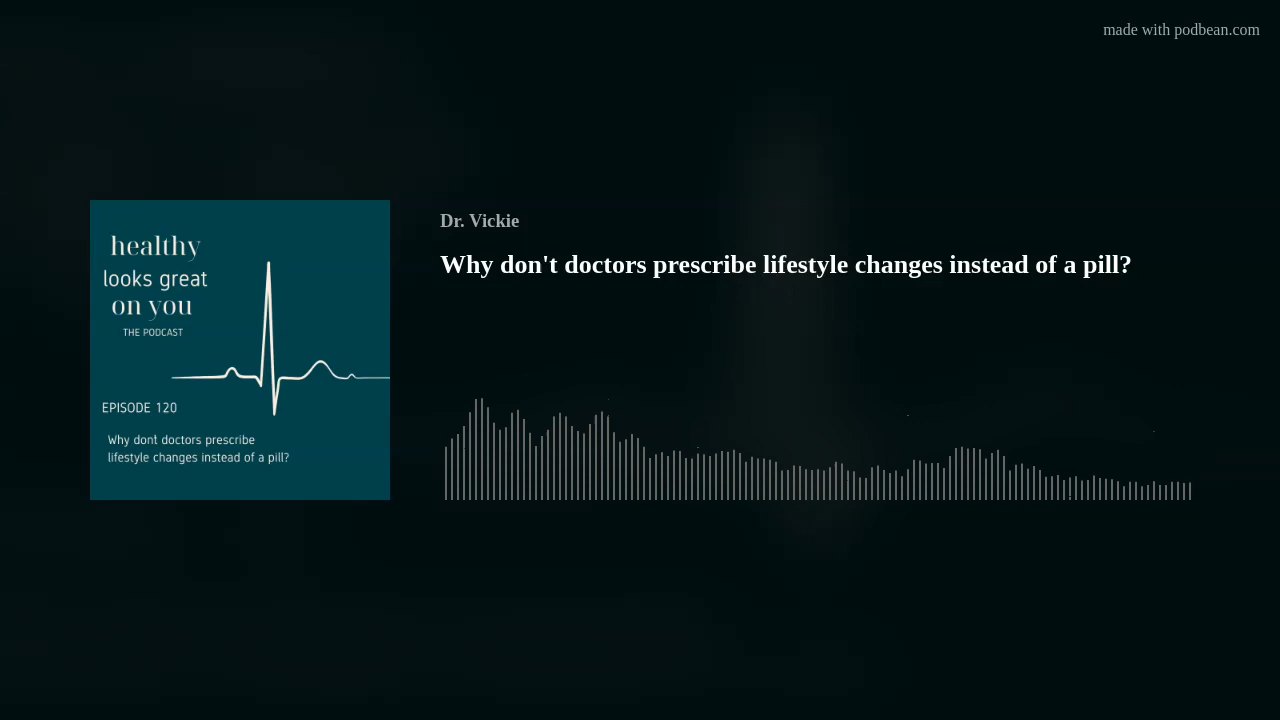 made with podbean.com
healthy
looks great
on you
THE PODCAST
EPISODE 120
Why dont doctors prescribe
lifestyle changes instead of a pill?
Dr. Vickie
Why don't doctors prescribe lifestyle changes instead of a pill?